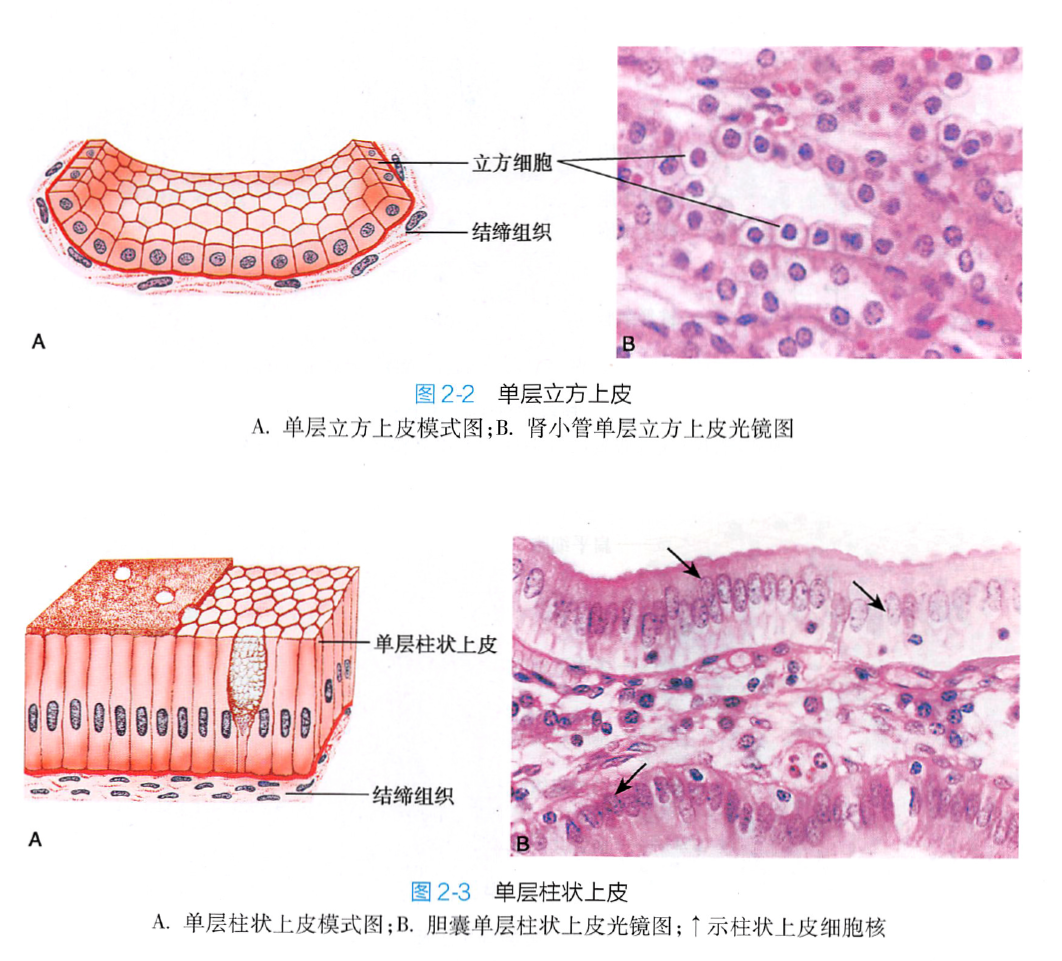 立方细胞
结缔组织
A
B
图 2-2 单层立方上皮
A. 单层立方上皮模式图;B. 肾小管单层立方上皮光镜图
单层柱状上皮
结缔组织
A
B
图 2-3 单层柱状上皮
A. 单层柱状上皮模式图;B. 胆囊单层柱状上皮光镜图;↑示柱状上皮细胞核